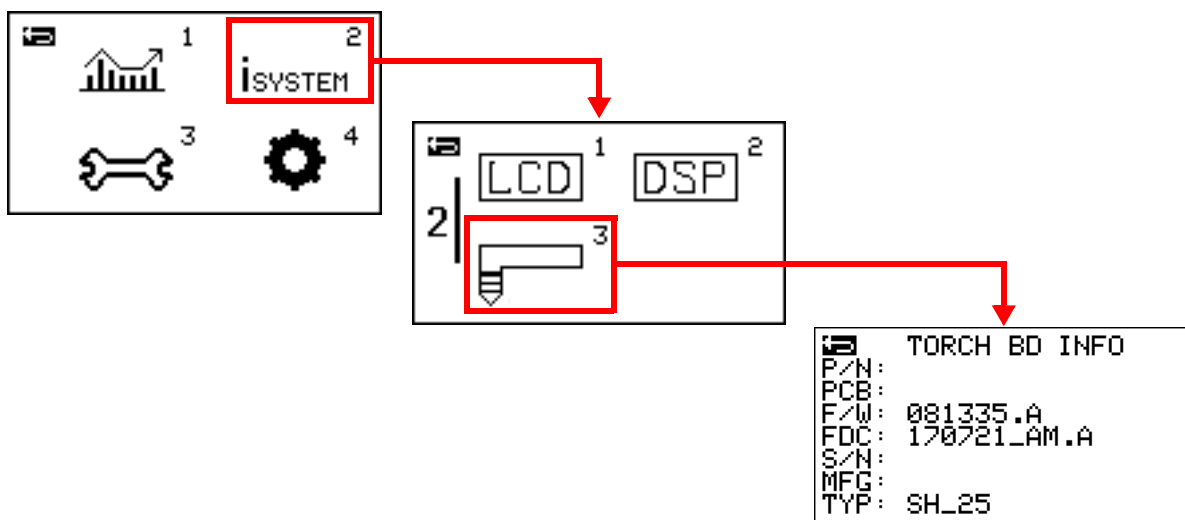 1
2
iSYSTEM
3
4
LCD
1
DSP
2
2
3
TORCH BD INFO
P/N:
PCB:
F/W: 081335.A
FDC: 170721_AM.A
S/N:
MFG:
TYP: SH_25